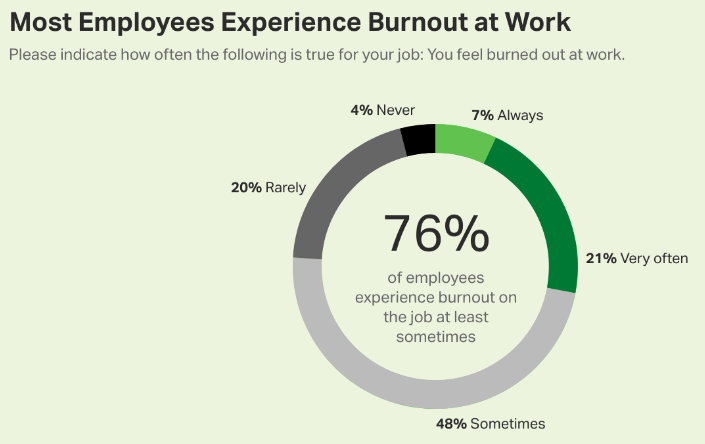 Most Employees Experience Burnout at Work
Please indicate how often the following is true for your job: You feel burned out at work.
4% Never
7% Always
20% Rarely
76%
of employees
experience burnout on
the job at least
sometimes
21% Very often
48% Sometimes